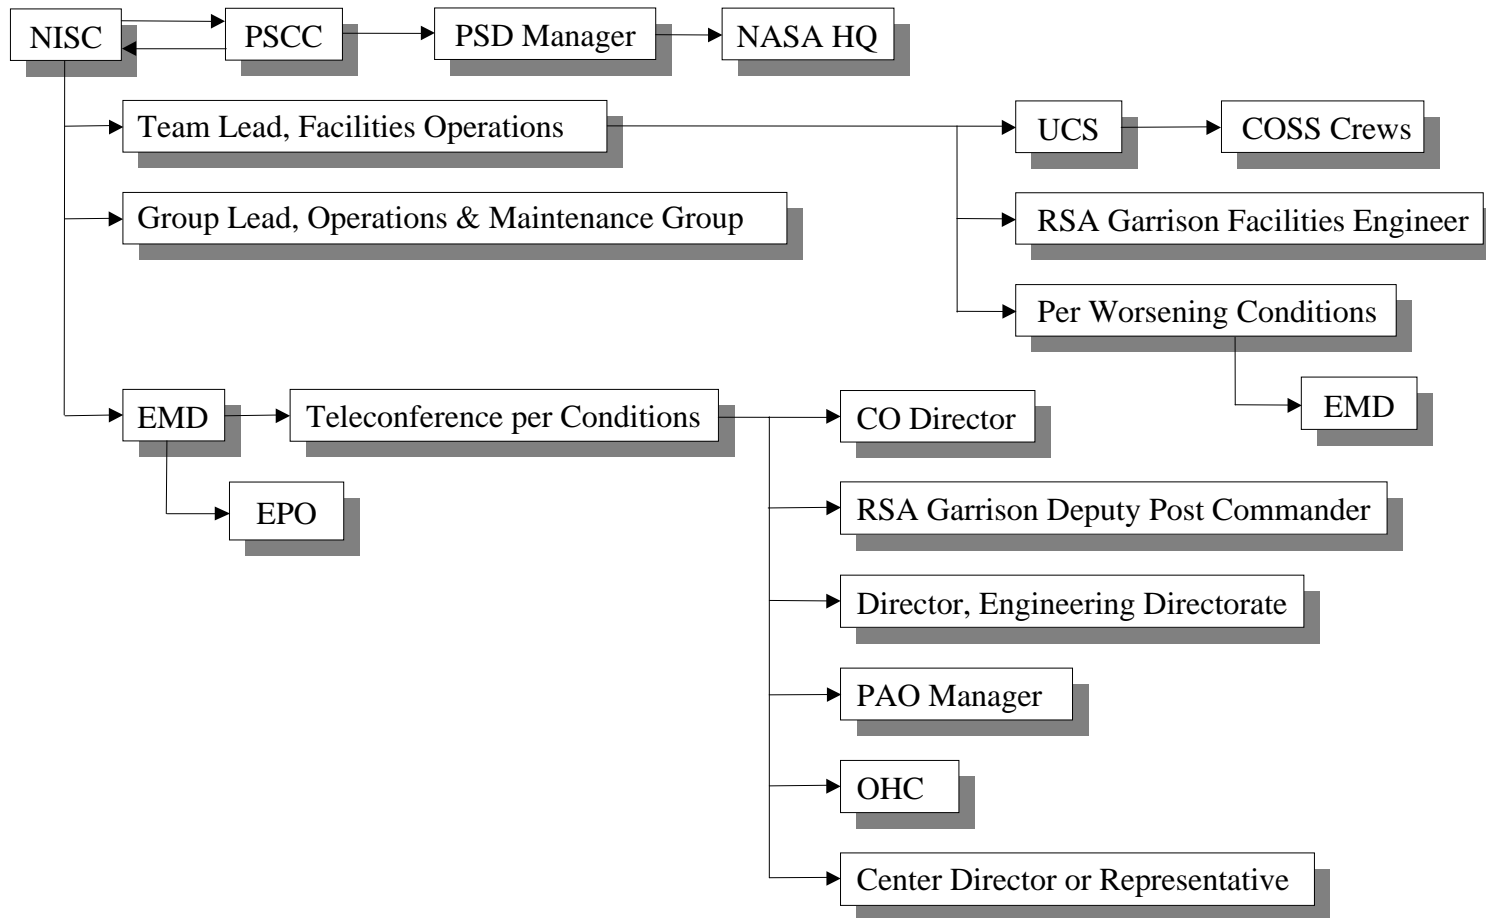 NISC
PSCC
PSD Manager
NASA HQ
Team Lead, Facilities Operations
UCS
COSS Crews
Group Lead, Operations & Maintenance Group
RSA Garrison Facilities Engineer
Per Worsening Conditions
EMD
Teleconference per Conditions
CO Director
EMD
EPO
RSA Garrison Deputy Post Commander
Director, Engineering Directorate
PAO Manager
OHC
Center Director or Representative